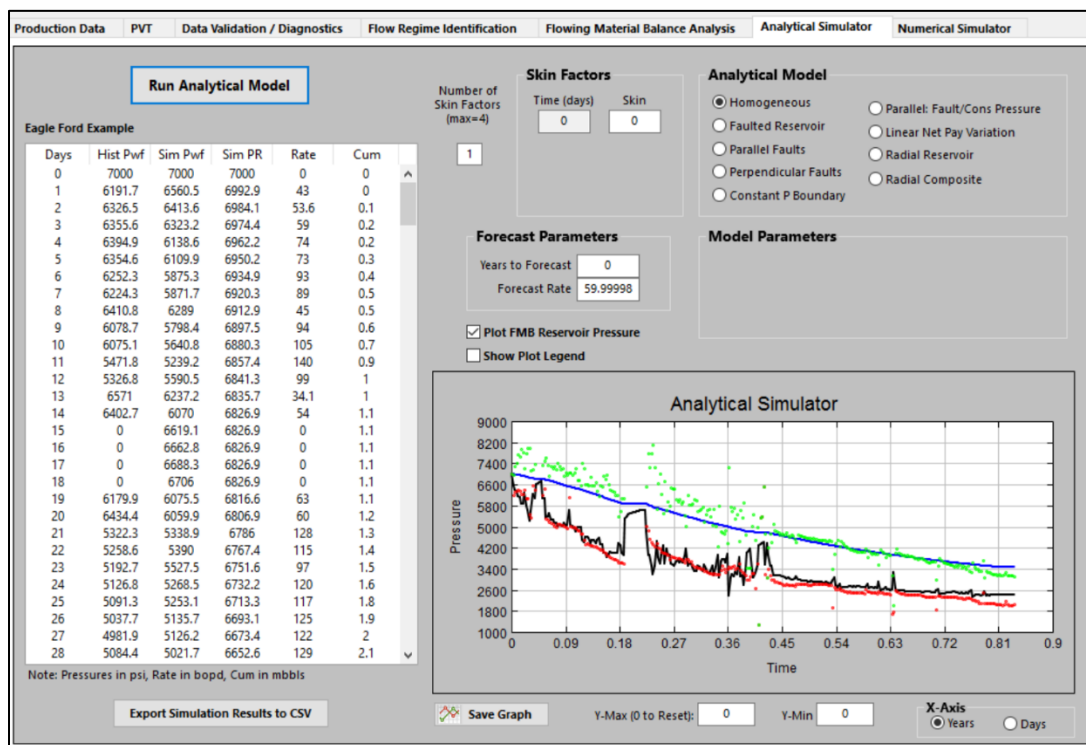 Production Data PVT Data Validation / Diagnostics Flow Regime Identification Flowing Material Balance Analysis Analytical Simulator Numerical Simulator
Run Analytical Model
Eagle Ford Example
Days Hist Pwf Sim Pwf Sim PR Rate Cum
0 7000 7000 7000 0 0
1 6191.7 6560.5 6992.9 43 0
2 6326.5 6413.6 6984.1 53.6 0.1
3 6355.6 6323.2 6974.4 59 0.2
4 6394.9 6138.6 6962.2 74 0.2
5 6354.6 6109.9 6950.2 73 0.3
6 6252.3 5875.3 6934.9 93 0.4
7 6224.3 5871.7 6920.3 89 0.5
8 6410.8 6289 6912.9 45 0.5
9 6078.7 5798.4 6897.5 94 0.6
10 6075.1 5640.8 6880.3 105 0.7
11 5471.8 5239.2 6857.4 140 0.9
12 5326.8 5590.5 6841.3 99 1
13 6571 6237.2 6835.7 34.1 1
14 6402.7 6070 6826.9 54 1.1
15 0 6619.1 6826.9 0 1.1
16 0 6662.8 6826.9 0 1.1
17 0 6688.3 6826.9 0 1.1
18 0 6706 6826.9 0 1.1
19 6179.9 6075.5 6816.6 63 1.1
20 6434.4 6059.9 6806.9 60 1.2
21 5322.3 5338.9 6786 128 1.3
22 5258.6 5390 6767.4 115 1.4
23 5192.7 5527.5 6751.6 97 1.5
24 5126.8 5268.5 6732.2 120 1.6
25 5091.3 5253.1 6713.3 117 1.8
26 5037.7 5135.7 6693.1 125 1.9
27 4981.9 5126.2 6673.4 122 2
28 5084.4 5021.7 6652.6 129 2.1
Note: Pressures in psi, Rate in bopd, Cum in mbbls
Export Simulation Results to CSV
Number of
Skin Factors
(max=4)
1
Skin Factors
Time (days) Skin
0 0
Analytical Model
Homogeneous
Faulted Reservoir
Parallel Faults
Perpendicular Faults
Constant P Boundary
Parallel: Fault/Cons Pressure
Linear Net Pay Variation
Radial Reservoir
Radial Composite
Forecast Parameters
Years to Forecast 0
Forecast Rate 59.99998
Model Parameters
Plot FMB Reservoir Pressure
Show Plot Legend
Analytical Simulator
Pressure
9000
8200
7400
6600
5800
5000
4200
3400
2600
1800
1000
0 0.09 0.18 0.27 0.36 0.45 0.54 0.63 0.72 0.81 0.9
Time
Save Graph
Y-Max (0 to Reset): 0
Y-Min 0
X-Axis
Years Days